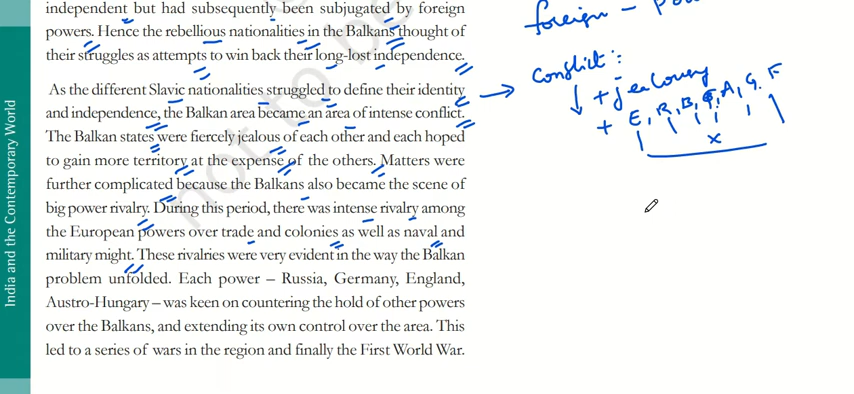 independent but had subsequently been subjugated by foreign
powers. Hence the rebellious nationalities in the Balkans thought of
their struggles as attempts to win back their long-lost independence.
As the different Slavic nationalities struggled to define their identity
and independence, the Balkan area became an area of intense conflict.
The Balkan states were fiercely jealous of each other and each hoped
to gain more territory at the expense of the others. Matters were
further complicated because the Balkans also became the scene of
big power rivalry. During this period, there was intense rivalry among
the European powers over trade and colonies as well as naval and
military might. These rivalries were very evident in the way the Balkan
problem unfolded. Each power – Russia, Germany, England,
Austro-Hungary – was keen on countering the hold of other powers
over the Balkans, and extending its own control over the area. This
led to a series of wars in the region and finally the First World War.
India and the Contemporary World
not to be
foreign –
Conflict :
+ jealousy
+ E, R, B, A, G. F
x